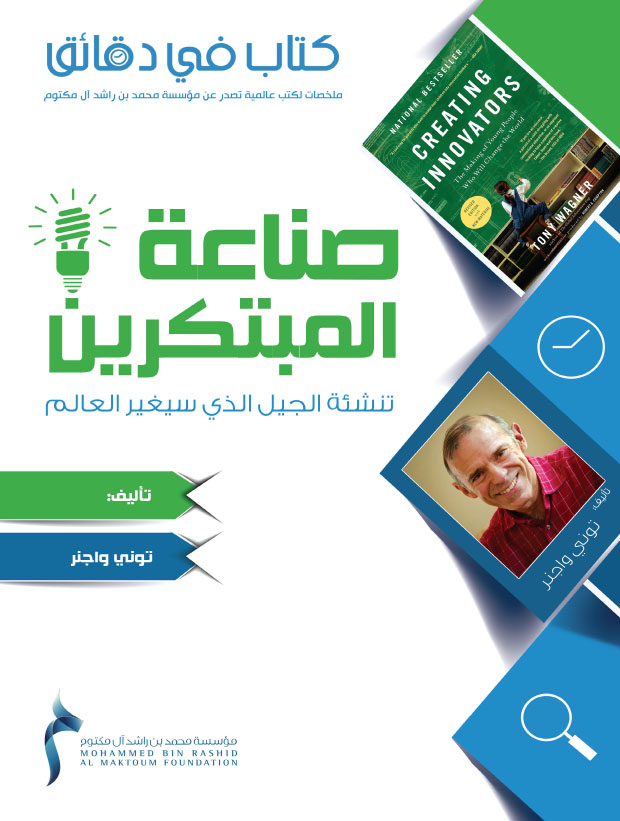 كتاب في دقائق
ملخصات لكتب عالمية تصدر عن مؤسسة محمد بن راشد آل مكتوم
NATIONAL BESTSELLER
CREATING
INNOVATORS
The Making of Young People
Who Will Change the World
TONY WAGNER
صناعة
المبتكرين
تنشئة الجيل الذي سيغير العالم
تأليف:
توني واجنر
تأليف:
توني واجنر
مؤسسة محمد بن راشد آل مكتوم
MOHAMMED BIN RASHID
AL MAKTOUM FOUNDATION